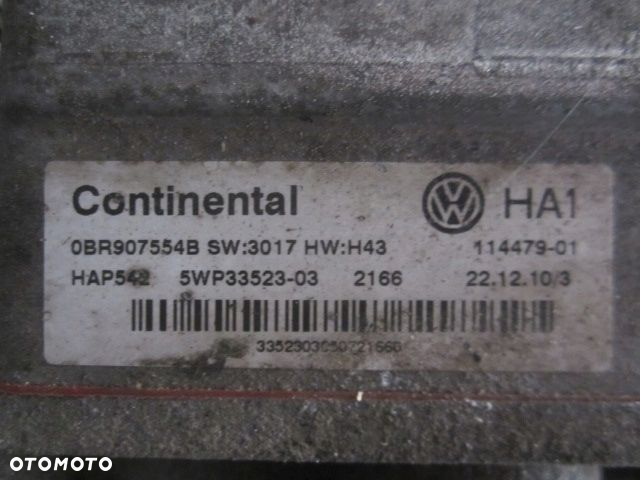 Continental HA1
0BR907554B SW:3017 HW:H43 114479-01
HAP542 5WP33523-03 2166 22.12.10/3
OTOMOTO